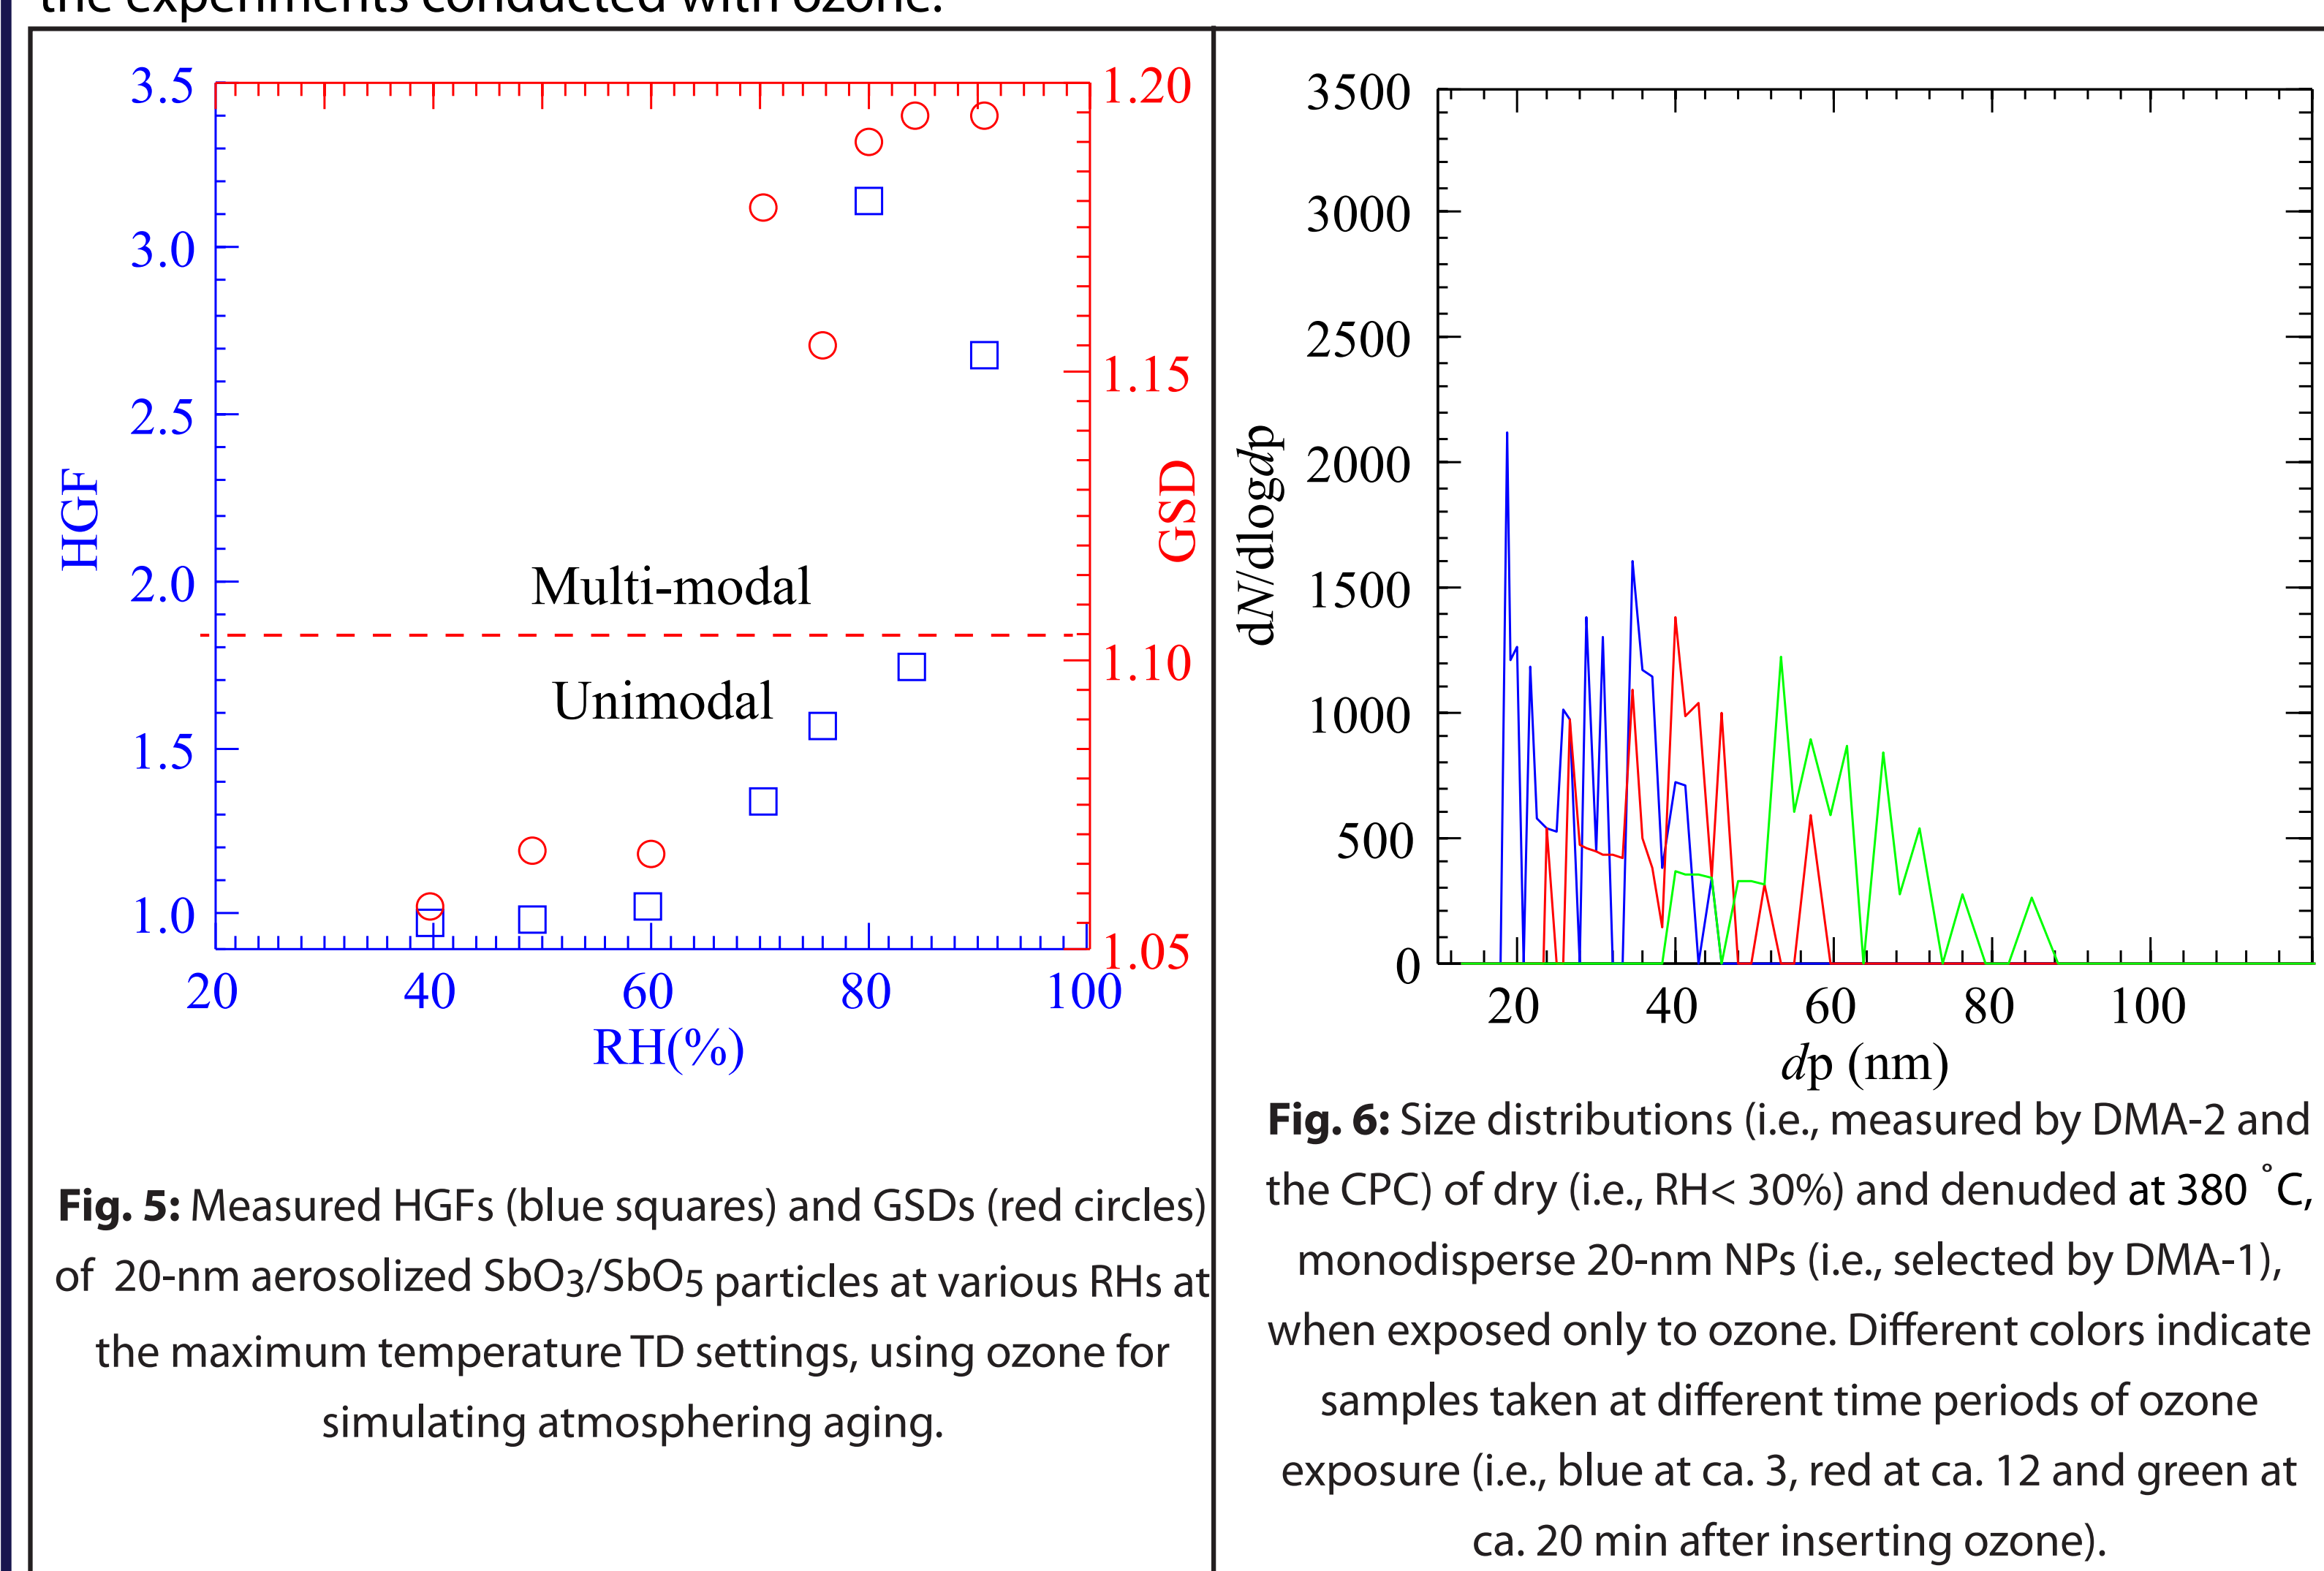 the experiments conducted with ozone.
3.5
3.0
2.5
2.0
1.5
1.0
HGF
1.20
1.15
1.10
1.05
GSD
Multi-modal
Unimodal
20 40 60 80 100
RH(%)
Fig. 5: Measured HGFs (blue squares) and GSDs (red circles)
of 20-nm aerosolized SbO3/SbO5 particles at various RHs at
the maximum temperature TD settings, using ozone for
simulating atmosphering aging.
3500
3000
2500
2000
1500
1000
500
0
dN/dlogdp
20 40 60 80 100
dp (nm)
Fig. 6: Size distributions (i.e., measured by DMA-2 and
the CPC) of dry (i.e., RH< 30%) and denuded at 380 °C,
monodisperse 20-nm NPs (i.e., selected by DMA-1),
when exposed only to ozone. Different colors indicate
samples taken at different time periods of ozone
exposure (i.e., blue at ca. 3, red at ca. 12 and green at
ca. 20 min after inserting ozone).